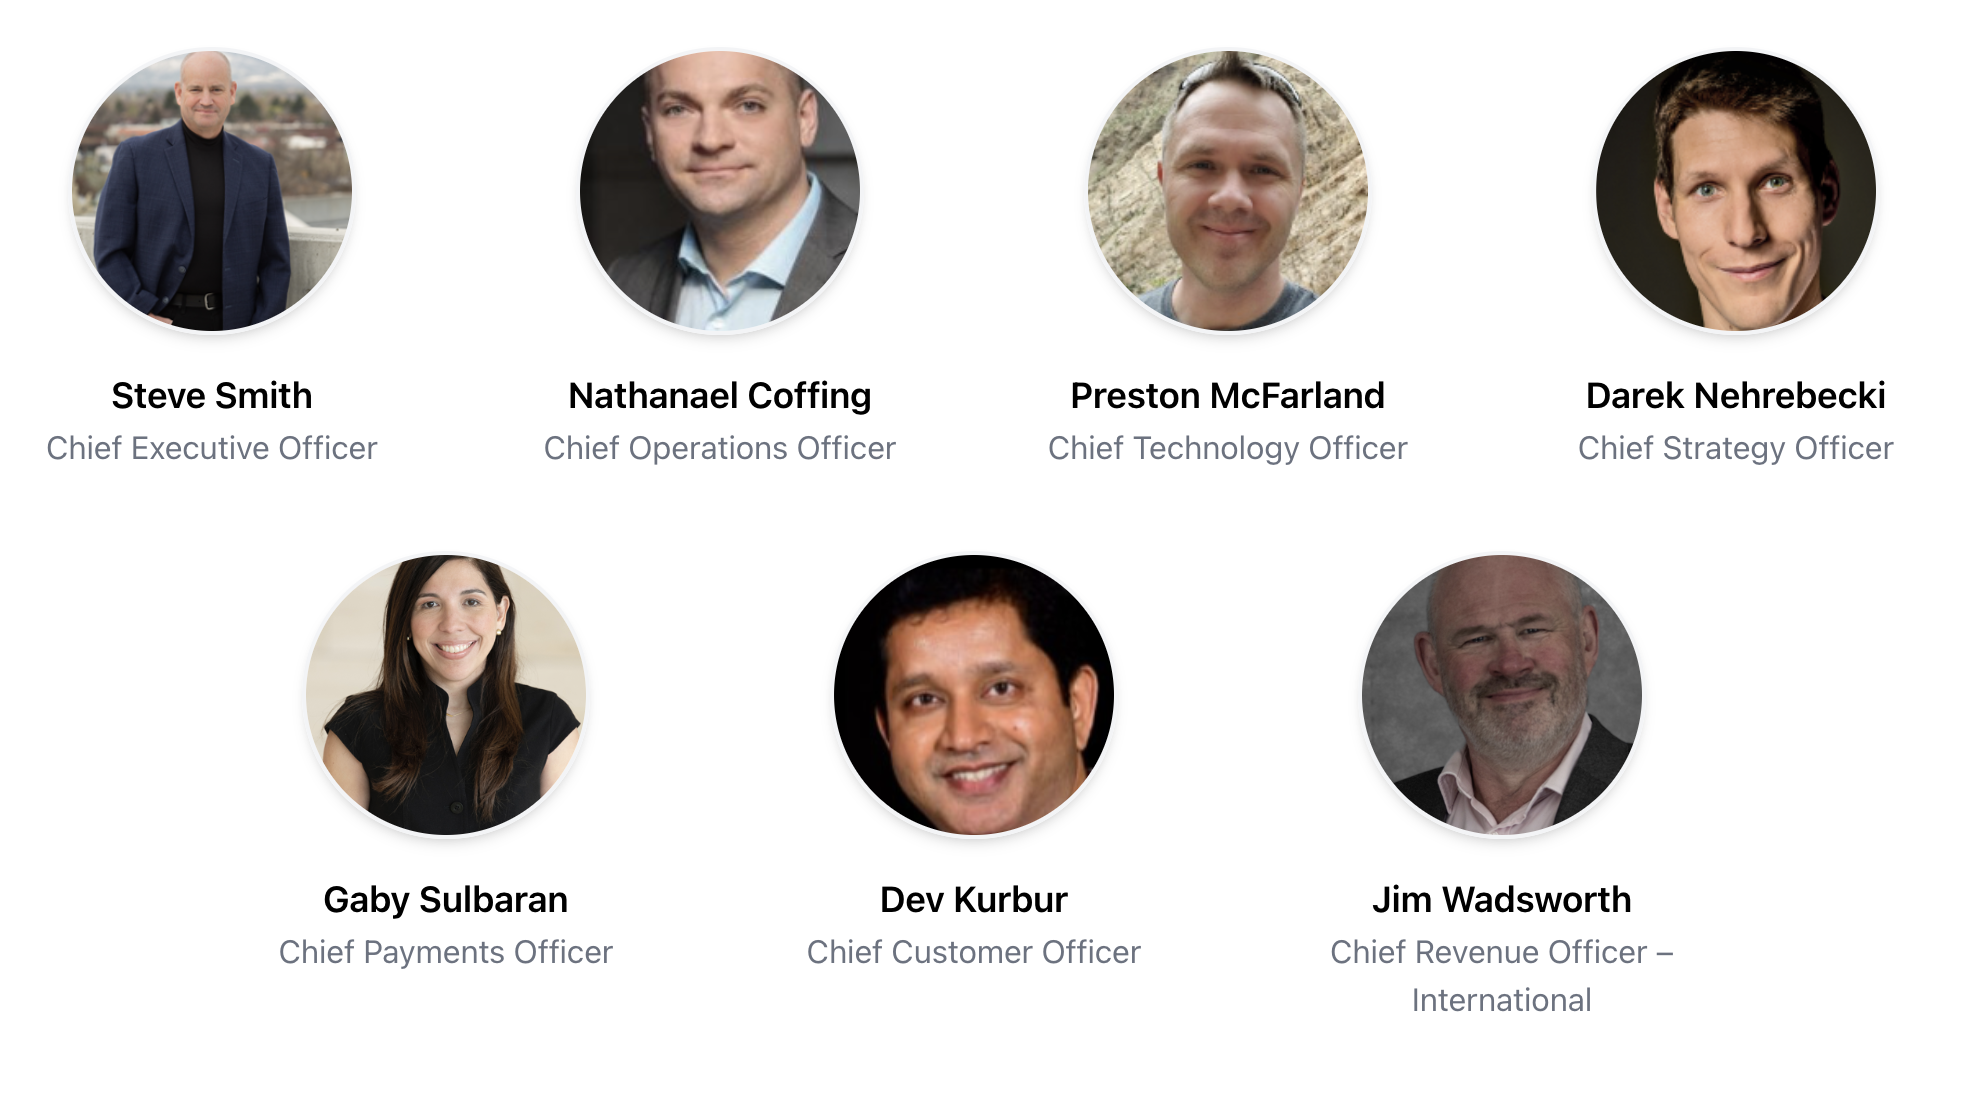 Steve Smith
Chief Executive Officer
Nathanael Coffing
Chief Operations Officer
Preston McFarland
Chief Technology Officer
Darek Nehrebecki
Chief Strategy Officer
Gaby Sulbaran
Chief Payments Officer
Dev Kurbur
Chief Customer Officer
Jim Wadsworth
Chief Revenue Officer –
International